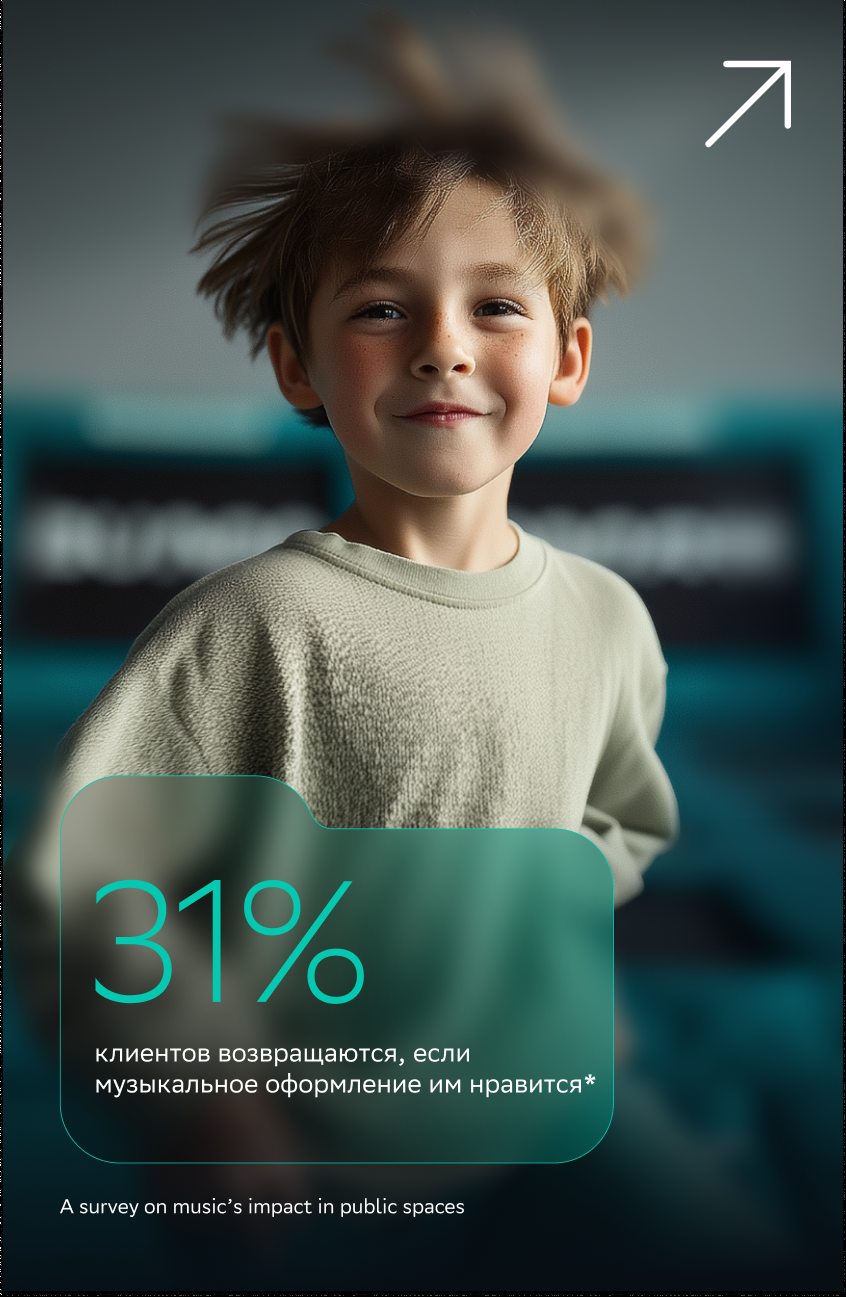 31%
клиентов возвращаются, если
музыкальное оформление им нравится*
A survey on music’s impact in public spaces